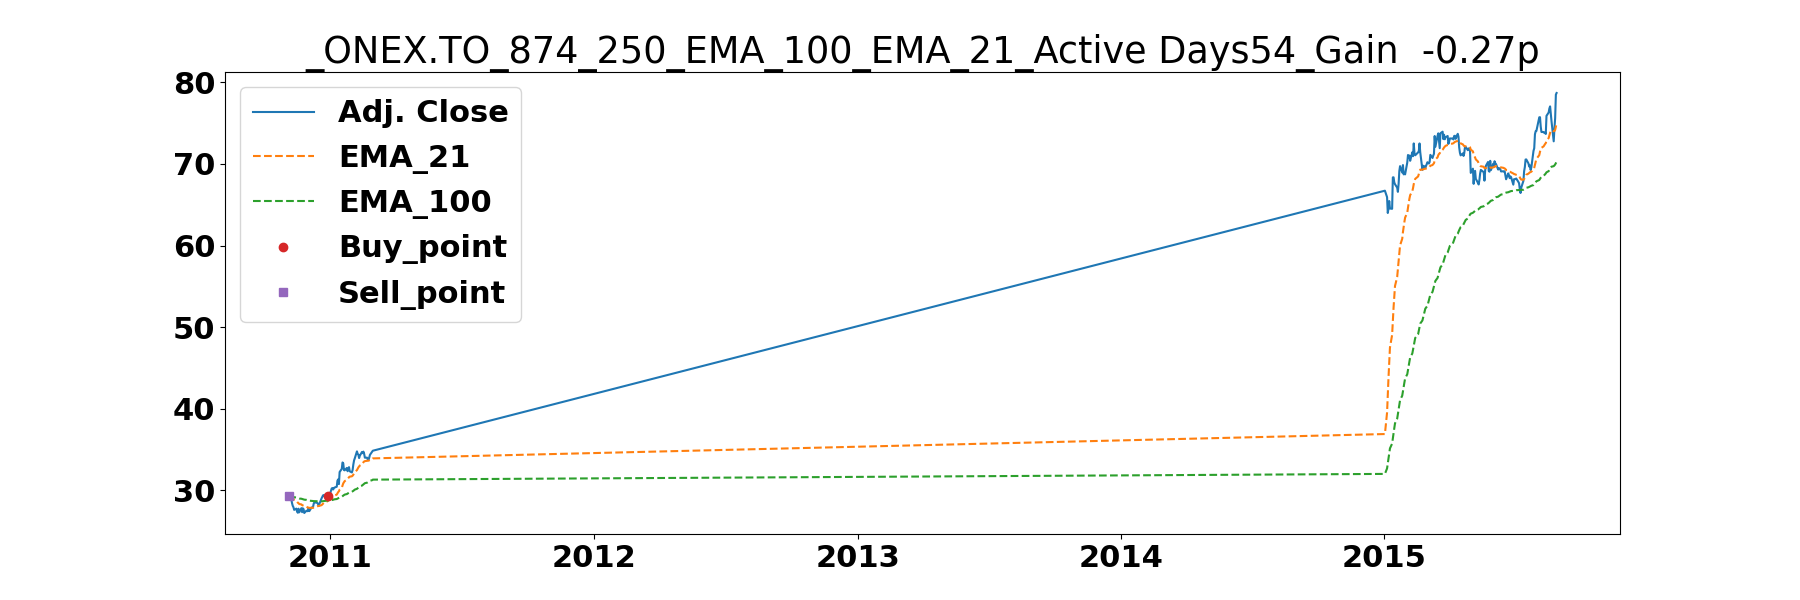 _ONEX.TO_874_250_EMA_100_EMA_21_Active Days54_Gain  -0.27p
80
70
60
50
40
30
Adj. Close
EMA_21
EMA_100
Buy_point
Sell_point
2011 2012 2013 2014 2015